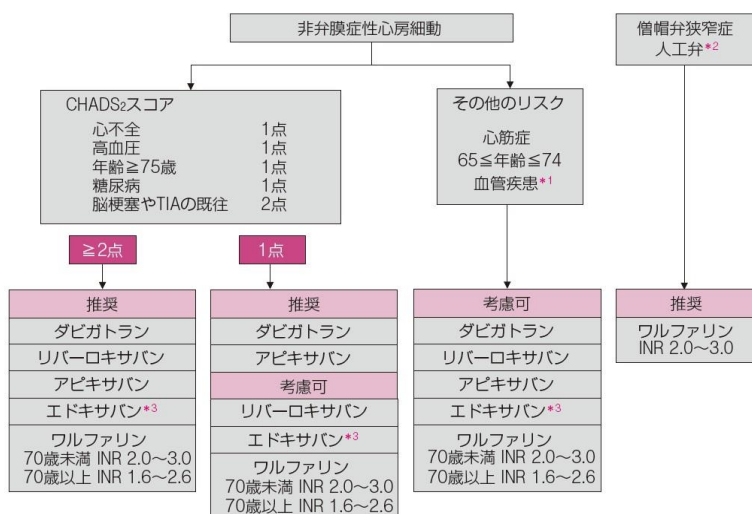 非弁膜症性心房細動
僧帽弁狭窄症
人工弁*2
CHADS2スコア
心不全 1点
高血圧 1点
年齢≧75歳 1点
糖尿病 1点
脳梗塞やTIAの既往 2点
その他のリスク
心筋症
65≦年齢≦74
血管疾患*1
≧2点
1点
推奨
ダビガトラン
リバーロキサバン
アピキサバン
エドキサバン*3
ワルファリン
70歳未満 INR 2.0〜3.0
70歳以上 INR 1.6〜2.6
推奨
ダビガトラン
アピキサバン
考慮可
リバーロキサバン
エドキサバン*3
ワルファリン
70歳未満 INR 2.0〜3.0
70歳以上 INR 1.6〜2.6
考慮可
ダビガトラン
リバーロキサバン
アピキサバン
エドキサバン*3
ワルファリン
70歳未満 INR 2.0〜3.0
70歳以上 INR 1.6〜2.6
推奨
ワルファリン
INR 2.0〜3.0